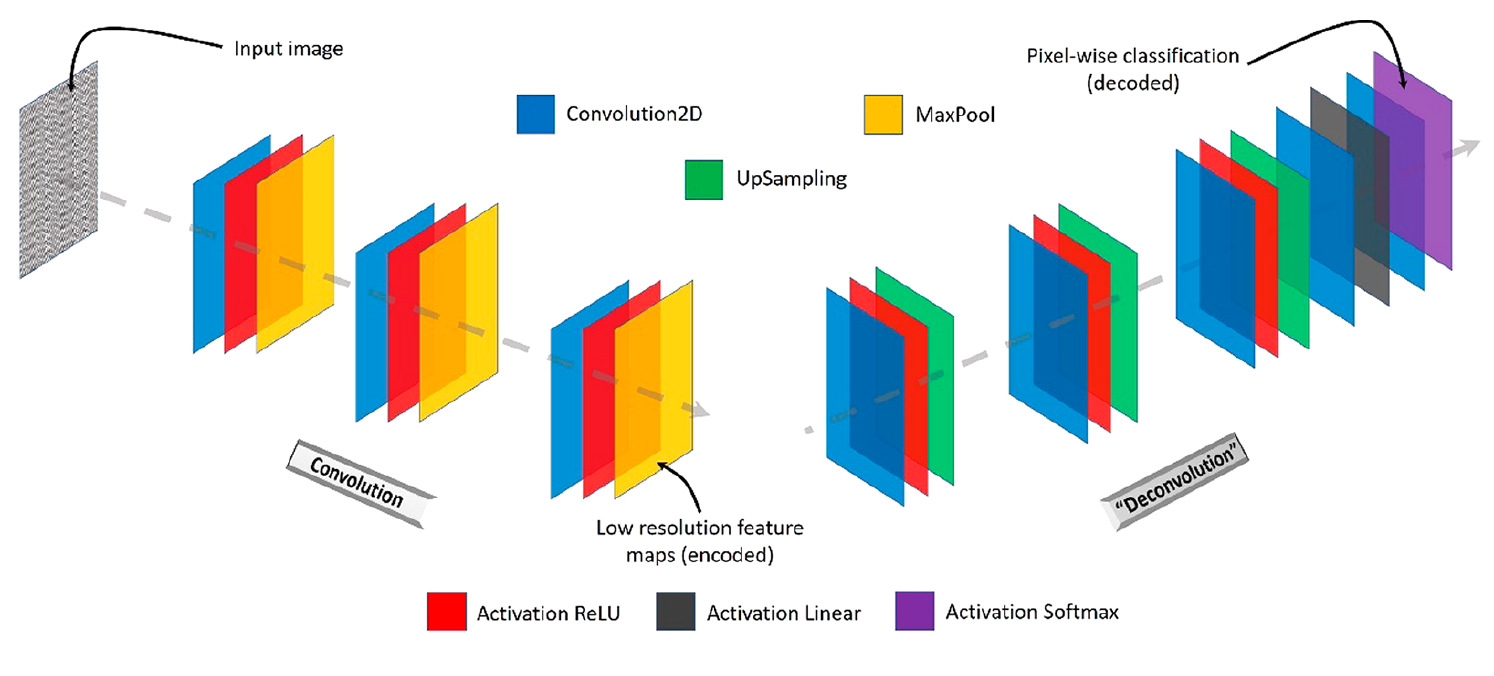 Input image
Pixel-wise classification
(decoded)
Convolution2D
MaxPool
UpSampling
Convolution
"Deconvolution"
Low resolution feature
maps (encoded)
Activation ReLU
Activation Linear
Activation Softmax